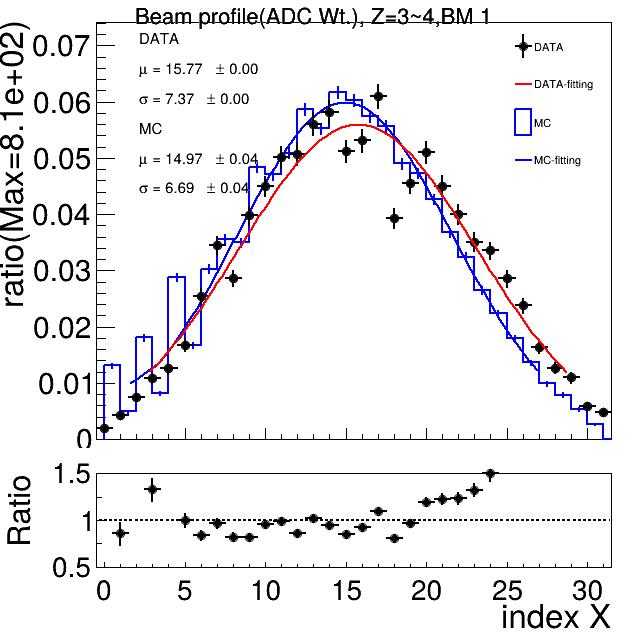 Beam profile(ADC Wt.), Z=3~4,BM 1
DATA
μ = 15.77 ± 0.00
σ = 7.37 ± 0.00
MC
μ = 14.97 ± 0.04
σ = 6.69 ± 0.04
DATA
DATA-fitting
MC
MC-fitting
ratio(Max=8.1e+02)
0.07
0.06
0.05
0.04
0.03
0.02
0.01
0
Ratio
1.5
1
0.5
0 5 10 15 20 25 30
index X